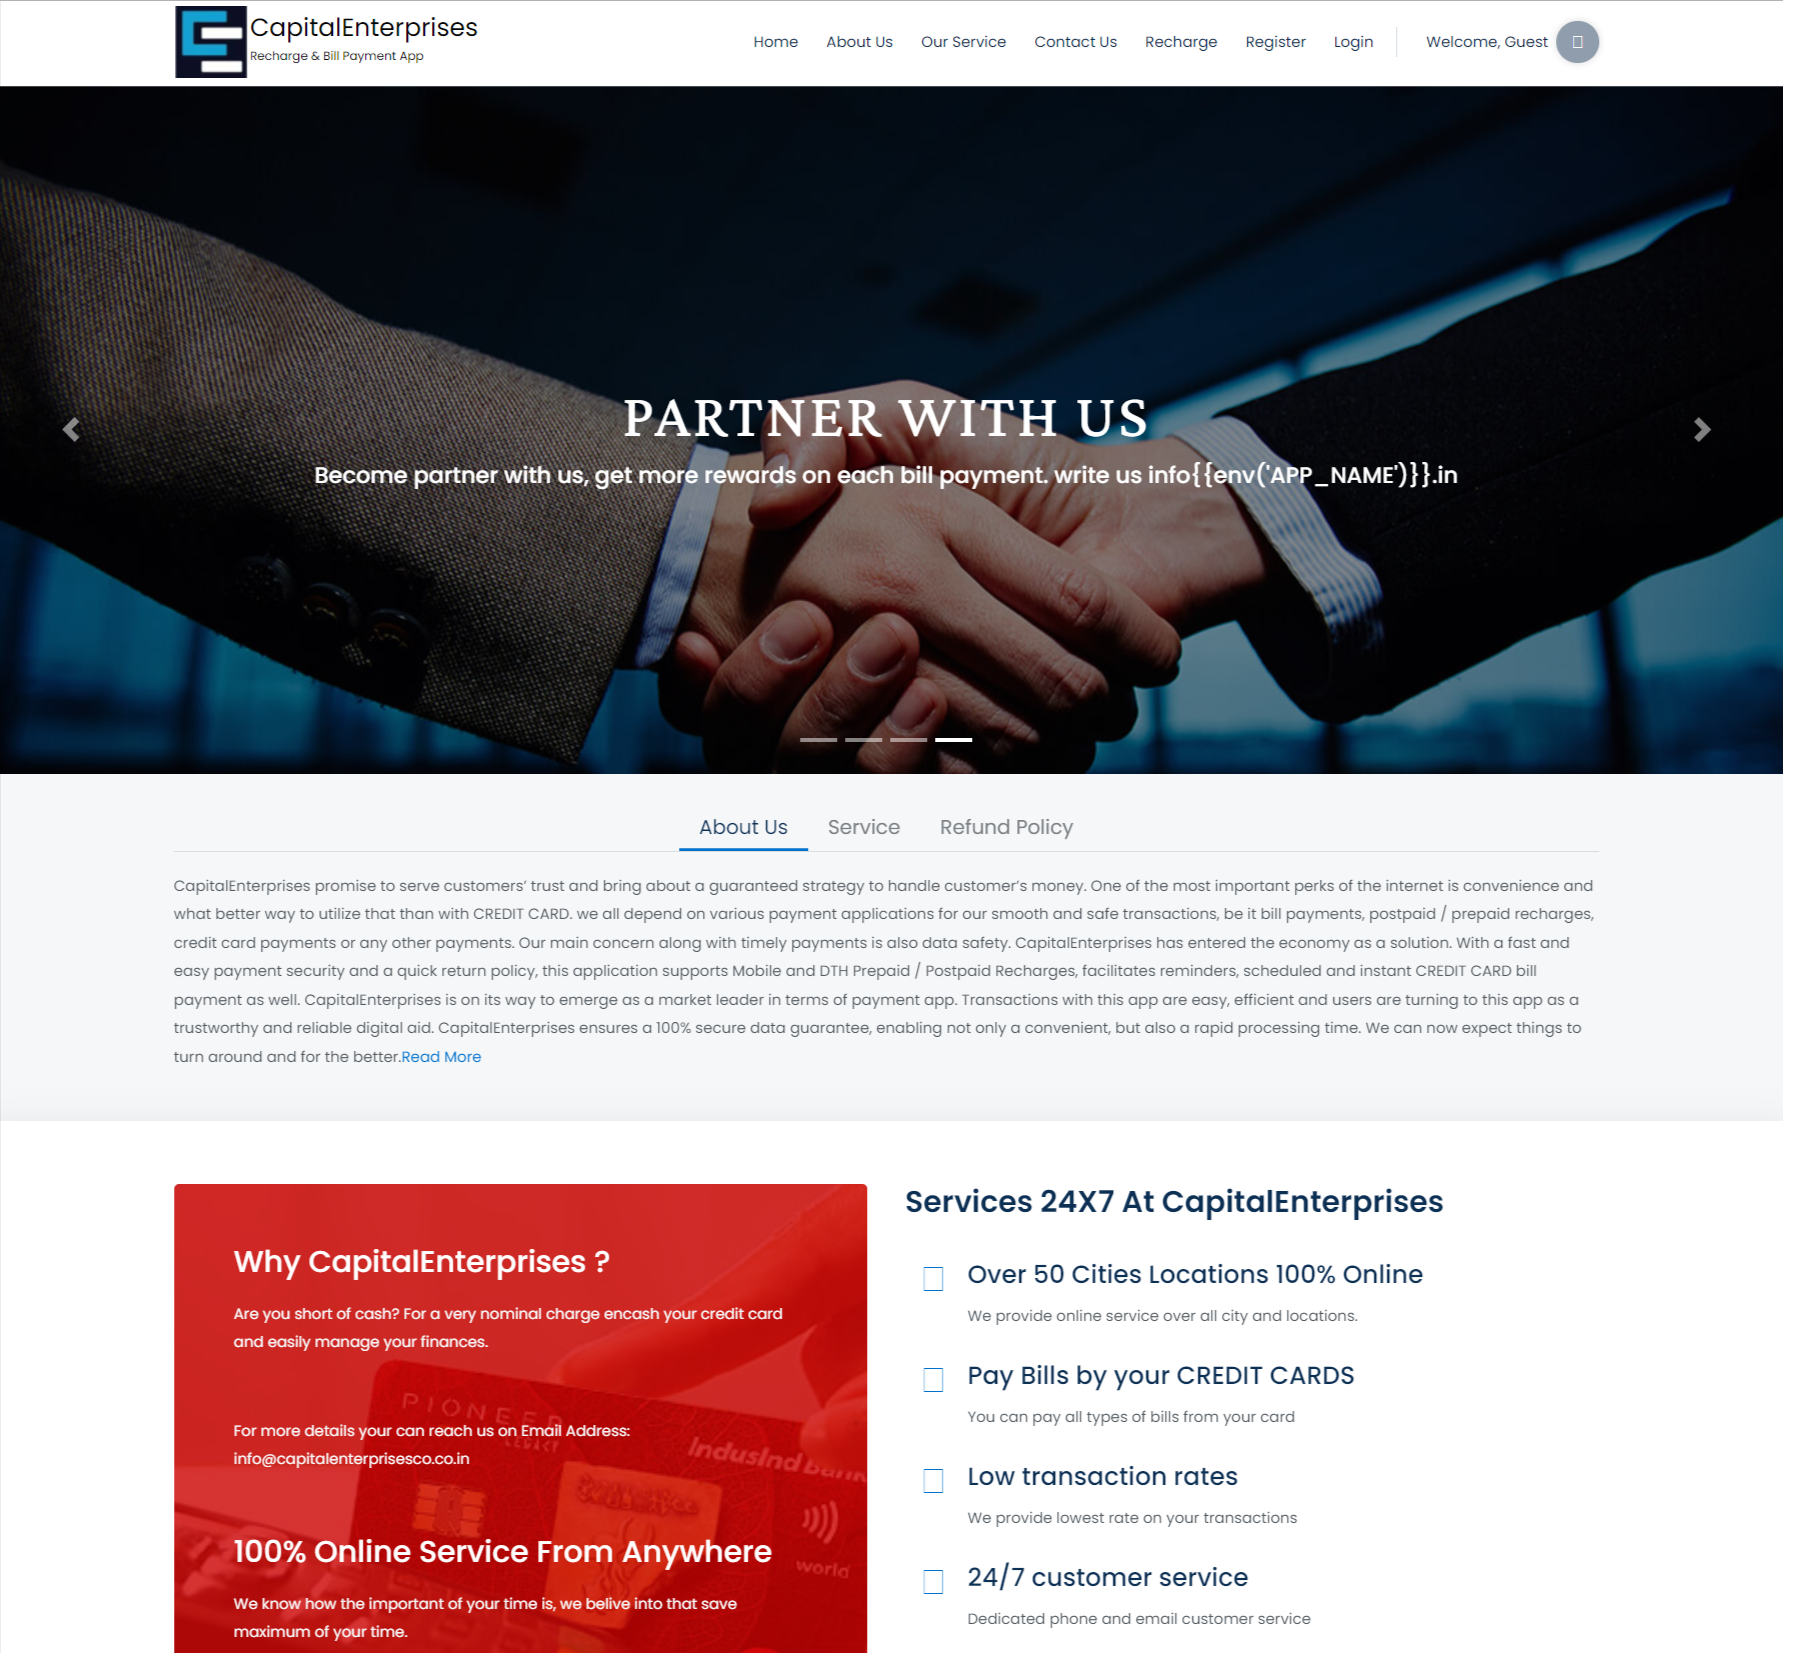 CapitalEnterprises
Recharge & Bill Payment App
Home About Us Our Service Contact Us Recharge Register Login Welcome, Guest
PARTNER WITH US
Become partner with us, get more rewards on each bill payment. write us info{{env('APP_NAME')}}.in
About Us Service Refund Policy
CapitalEnterprises promise to serve customers’ trust and bring about a guaranteed strategy to handle customer’s money. One of the most important perks of the internet is convenience and
what better way to utilize that than with CREDIT CARD. we all depend on various payment applications for our smooth and safe transactions, be it bill payments, postpaid / prepaid recharges,
credit card payments or any other payments. Our main concern along with timely payments is also data safety. CapitalEnterprises has entered the economy as a solution. With a fast and
easy payment security and a quick return policy, this application supports Mobile and DTH Prepaid / Postpaid Recharges, facilitates reminders, scheduled and instant CREDIT CARD bill
payment as well. CapitalEnterprises is on its way to emerge as a market leader in terms of payment app. Transactions with this app are easy, efficient and users are turning to this app as a
trustworthy and reliable digital aid. CapitalEnterprises ensures a 100% secure data guarantee, enabling not only a convenient, but also a rapid processing time. We can now expect things to
turn around and for the better.Read More
Why CapitalEnterprises ?
Are you short of cash? For a very nominal charge encash your credit card
and easily manage your finances.
PIONEER
LEGACY
For more details your can reach us on Email Address:
info@capitalenterprisesco.co.in
IndusInd Bank
world
100% Online Service From Anywhere
We know how the important of your time is, we belive into that save
maximum of your time.
Services 24X7 At CapitalEnterprises
Over 50 Cities Locations 100% Online
We provide online service over all city and locations.
Pay Bills by your CREDIT CARDS
You can pay all types of bills from your card
Low transaction rates
We provide lowest rate on your transactions
24/7 customer service
Dedicated phone and email customer service